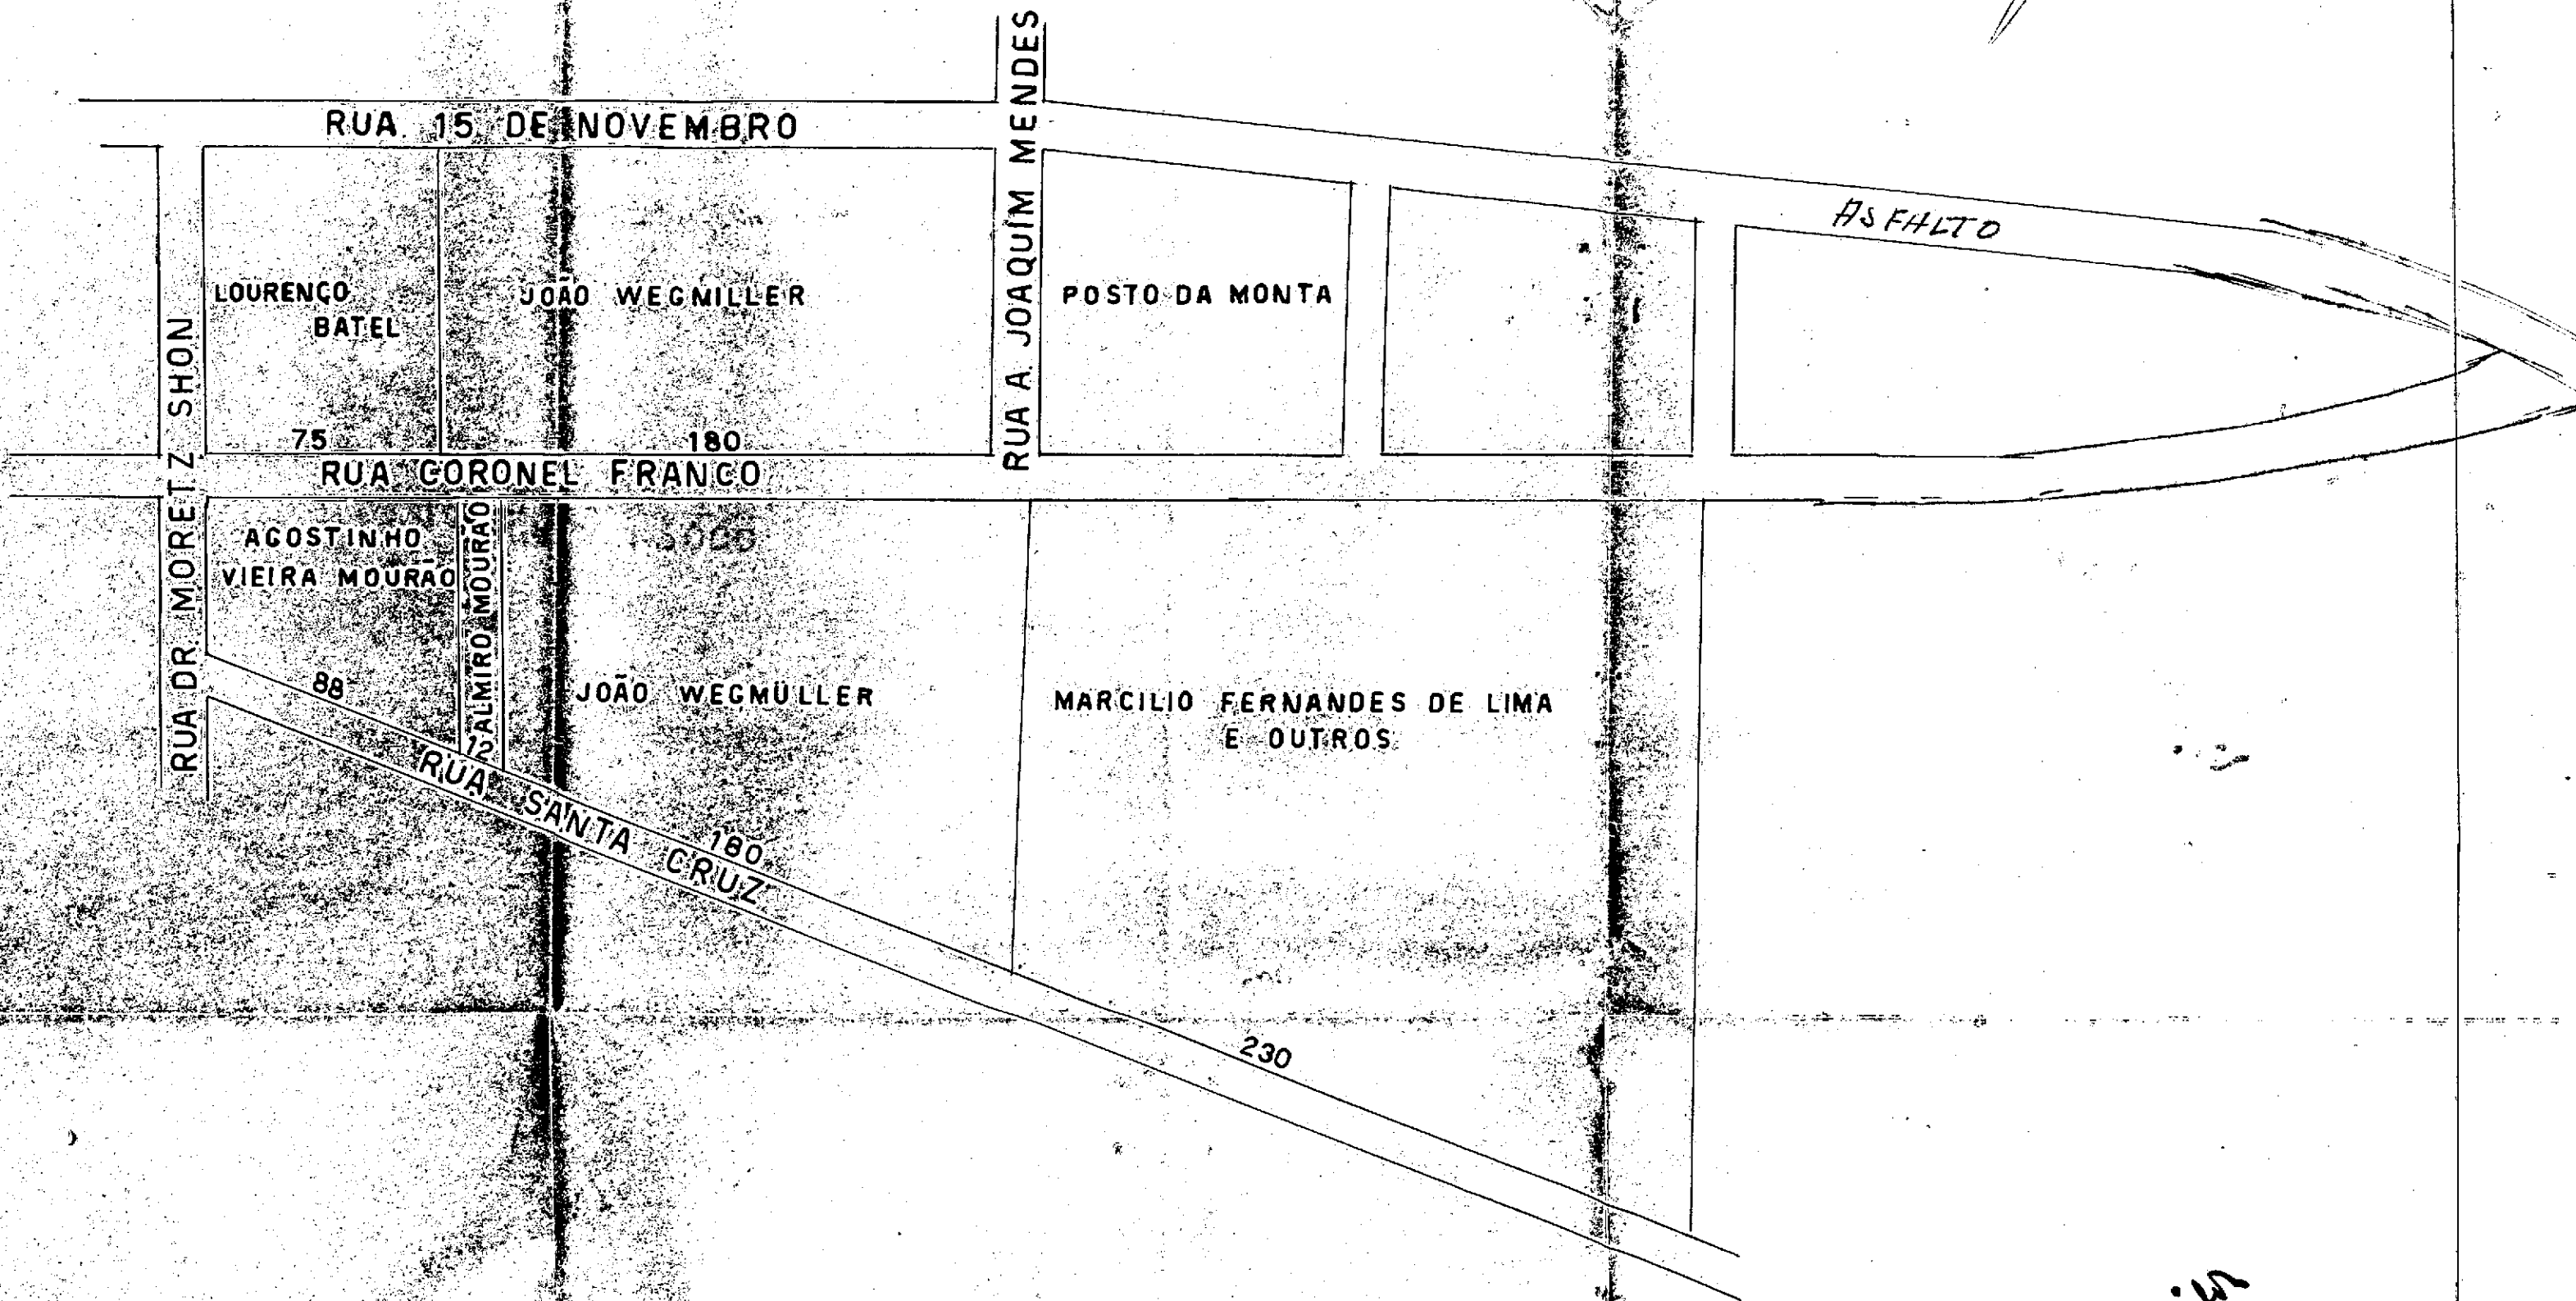 RUA 15 DE NOVEMBRO
RUA A. JOAQUIM MENDES
ASFALTO
LOURENÇO
BATEL
JOÃO WEGMILLER
POSTO DA MONTA
RUA DR. MORETZ SHON
75
180
RUA CORONEL FRANCO
AGOSTINHO
VIEIRA MOURÃO
ALMIRO MOURÃO
JOÃO WEGMÜLLER
MARCILIO FERNANDES DE LIMA
E OUTROS
88
12
RUA SANTA CRUZ
180
230